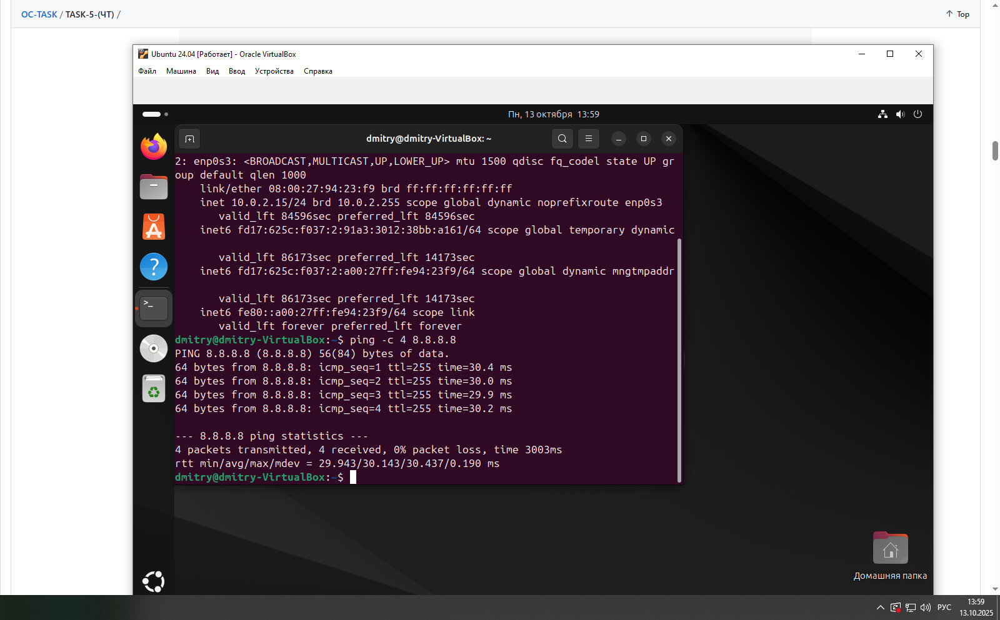 OC-TASK / TASK-5-(ЧТ) /
Top
Ubuntu 24.04 [Работает] - Oracle VirtualBox
Файл Машина Вид Ввод Устройства Справка
Пн, 13 октября 13:59
dmitry@dmitry-VirtualBox: ~
2: enp0s3: <BROADCAST,MULTICAST,UP,LOWER_UP> mtu 1500 qdisc fq_codel state UP gr
oup default qlen 1000
link/ether 08:00:27:94:23:f9 brd ff:ff:ff:ff:ff:ff
inet 10.0.2.15/24 brd 10.0.2.255 scope global dynamic noprefixroute enp0s3
valid_lft 84596sec preferred_lft 84596sec
inet6 fd17:625c:f037:2:91a3:3012:38bb:a161/64 scope global temporary dynamic
valid_lft 86173sec preferred_lft 14173sec
inet6 fd17:625c:f037:2:a00:27ff:fe94:23f9/64 scope global dynamic mngtmpaddr
valid_lft 86173sec preferred_lft 14173sec
inet6 fe80::a00:27ff:fe94:23f9/64 scope link
valid_lft forever preferred_lft forever
dmitry@dmitry-VirtualBox:~$ ping -c 4 8.8.8.8
PING 8.8.8.8 (8.8.8.8) 56(84) bytes of data.
64 bytes from 8.8.8.8: icmp_seq=1 ttl=255 time=30.4 ms
64 bytes from 8.8.8.8: icmp_seq=2 ttl=255 time=30.0 ms
64 bytes from 8.8.8.8: icmp_seq=3 ttl=255 time=29.9 ms
64 bytes from 8.8.8.8: icmp_seq=4 ttl=255 time=30.2 ms
--- 8.8.8.8 ping statistics ---
4 packets transmitted, 4 received, 0% packet loss, time 3003ms
rtt min/avg/max/mdev = 29.943/30.143/30.437/0.190 ms
dmitry@dmitry-VirtualBox:~$
Домашняя папка
РУС
13:59
13.10.2025